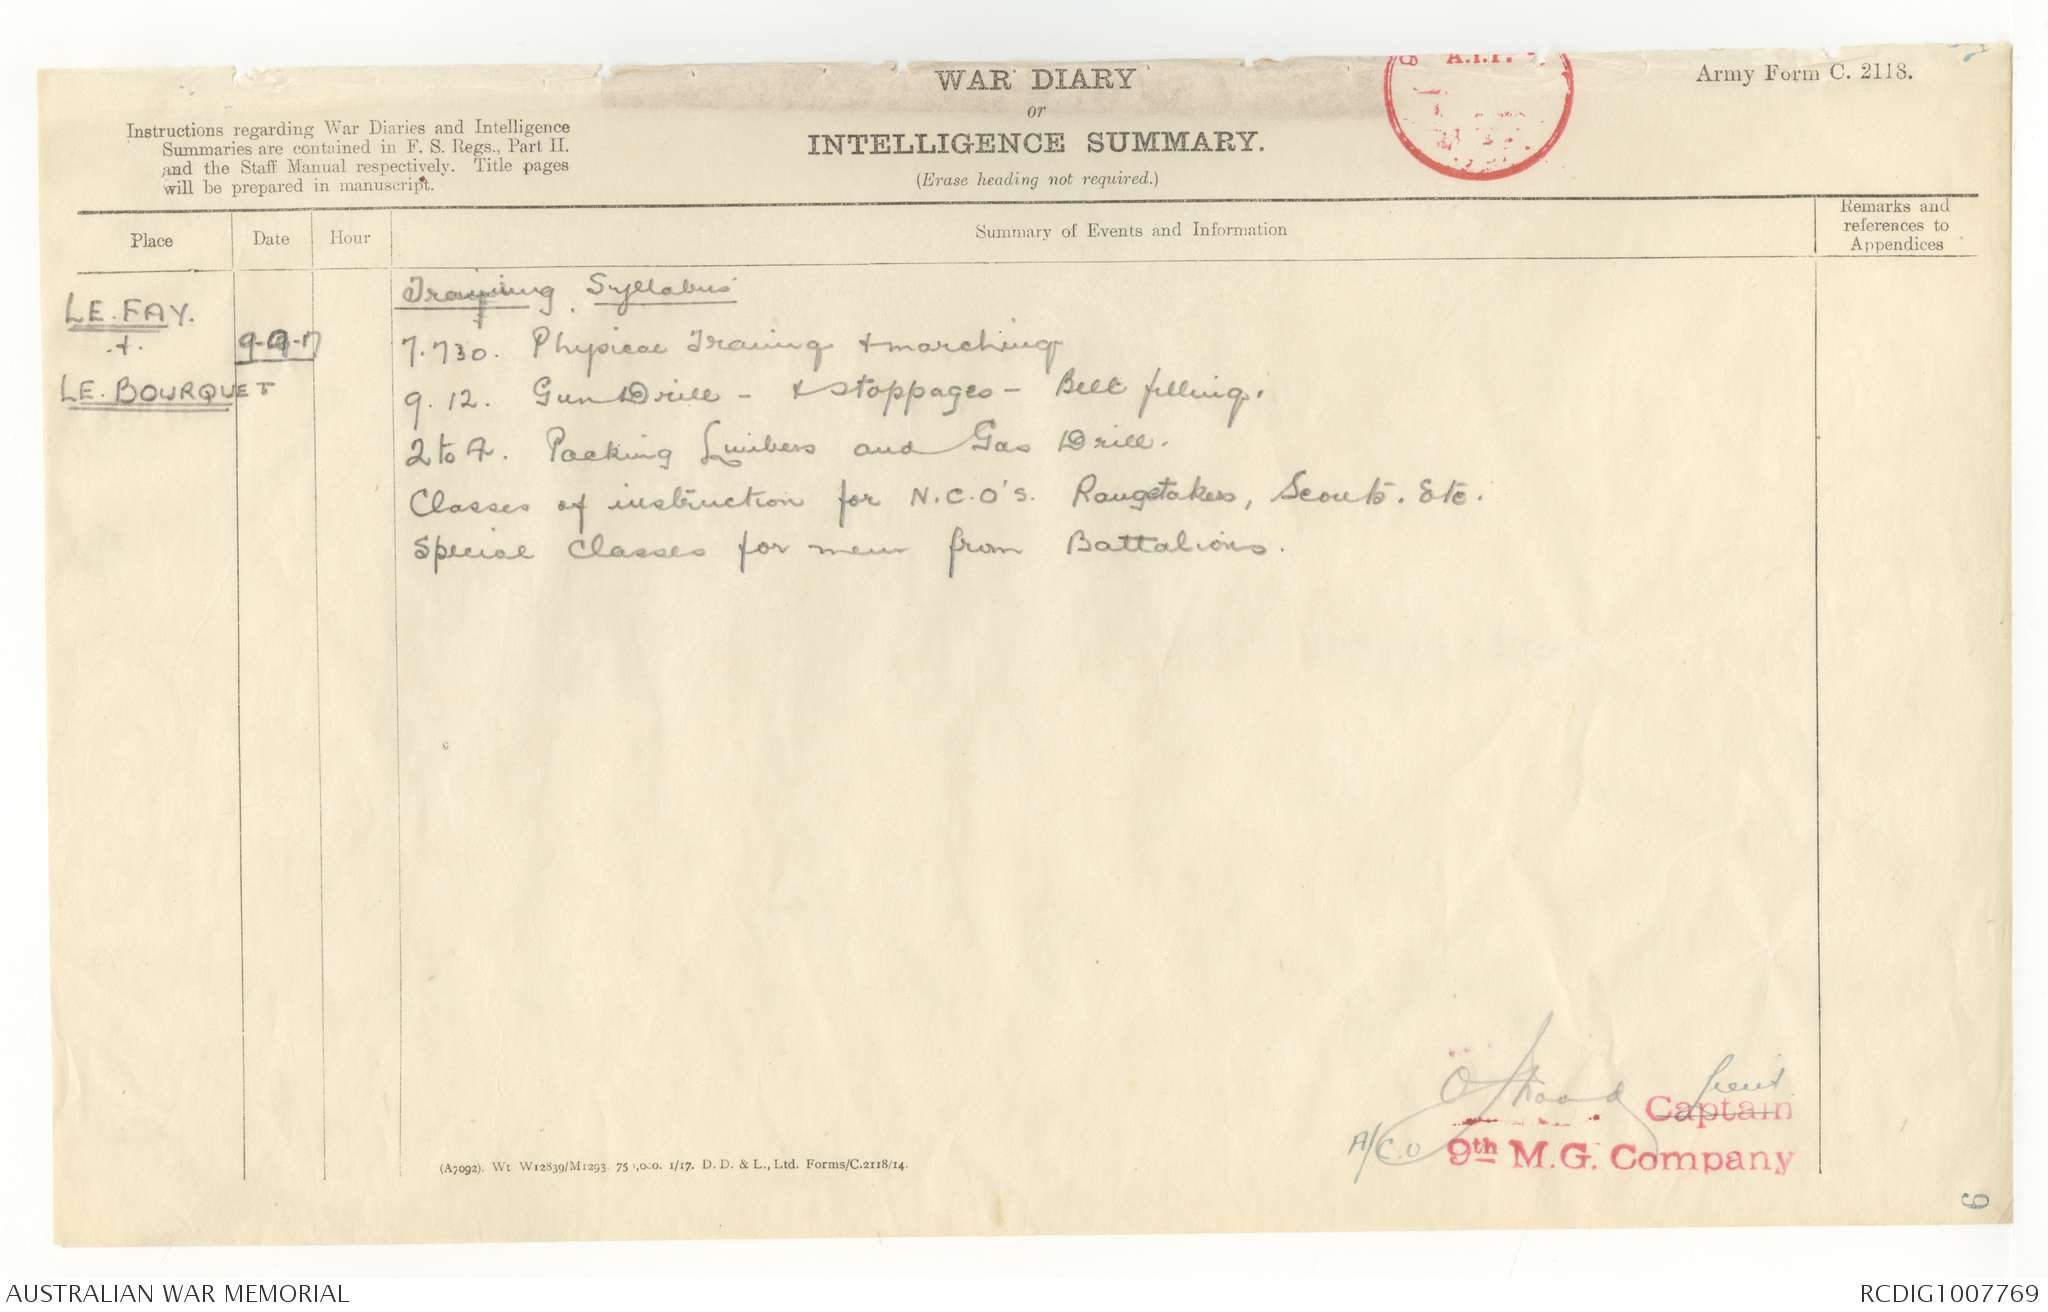 WAR DIARY
or
INTELLIGENCE SUMMARY.
(Erase heading not required.)
Army Form C. 2118.
A.I.F.
Instructions regarding War Diaries and Intelligence
Summaries are contained in F. S. Regs., Part II.
and the Staff Manual respectively. Title pages
will be prepared in manuscript.
Place
Date
Hour
Summary of Events and Information
Remarks and
references to
Appendices
LE. FAY.
+
LE. BOURQUET
9-9-17
Training Syllabus
7.730. Physical Training + marching
9.12. Gun Drill - + stoppages - Belt filling.
2 to 4. Packing Limbers and Gas Drill.
Classes of instruction for N.C.O's. Rangetakers, Scouts. Etc.
Special classes for men from Battalions.
Lieut
Captain
A/C.O 9th M.G. Company
(A7092). Wt W12839/M1293. 75 ,000. 1/17. D. D. & L., Ltd. Forms/C.2118/14.
6
AUSTRALIAN WAR MEMORIAL
RCDIG1007769